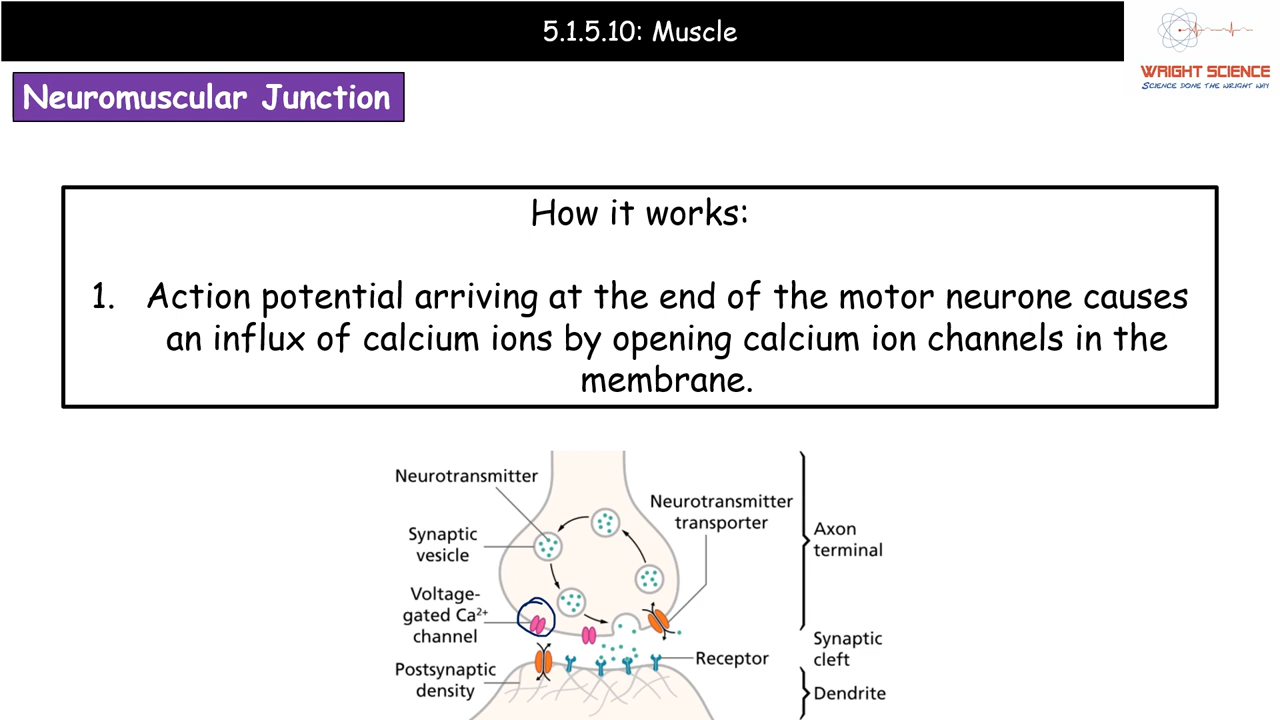 5.1.5.10: Muscle
WRIGHT SCIENCE
SCIENCE DONE THE WRIGHT WAY
Neuromuscular Junction
How it works:
1. Action potential arriving at the end of the motor neurone causes
an influx of calcium ions by opening calcium ion channels in the
membrane.
Neurotransmitter
Synaptic
vesicle
Voltage-
gated Ca²⁺
channel
Postsynaptic
density
Neurotransmitter
transporter
Receptor
Axon
terminal
Synaptic
cleft
Dendrite